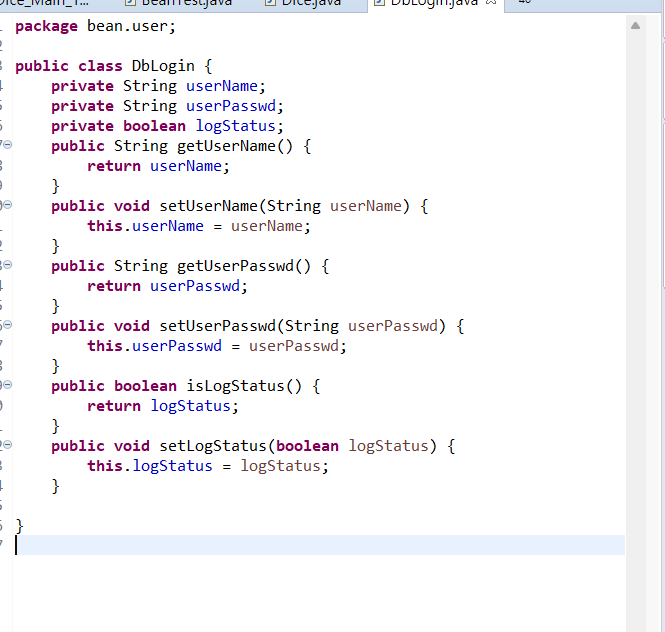 Dice_Main_1... BeanTest.java Dice.java DbLogin.java
package bean.user;
public class DbLogin {
    private String userName;
    private String userPasswd;
    private boolean logStatus;
    public String getUserName() {
        return userName;
    }
    public void setUserName(String userName) {
        this.userName = userName;
    }
    public String getUserPasswd() {
        return userPasswd;
    }
    public void setUserPasswd(String userPasswd) {
        this.userPasswd = userPasswd;
    }
    public boolean isLogStatus() {
        return logStatus;
    }
    public void setLogStatus(boolean logStatus) {
        this.logStatus = logStatus;
    }
}